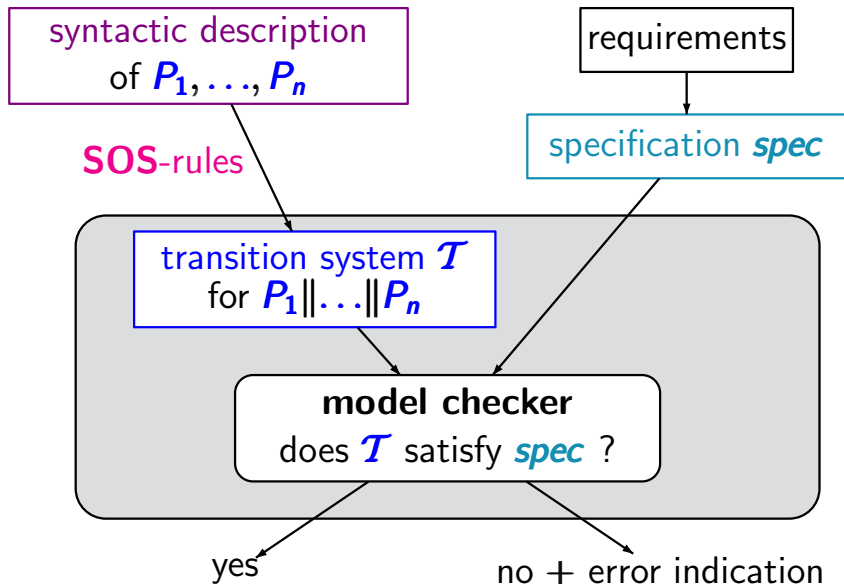 syntactic description
of P₁, . . . , Pₙ
requirements
specification spec
SOS-rules
transition system 𝒯
for P₁‖. . .‖Pₙ
model checker
does 𝒯 satisfy spec ?
yes
no + error indication